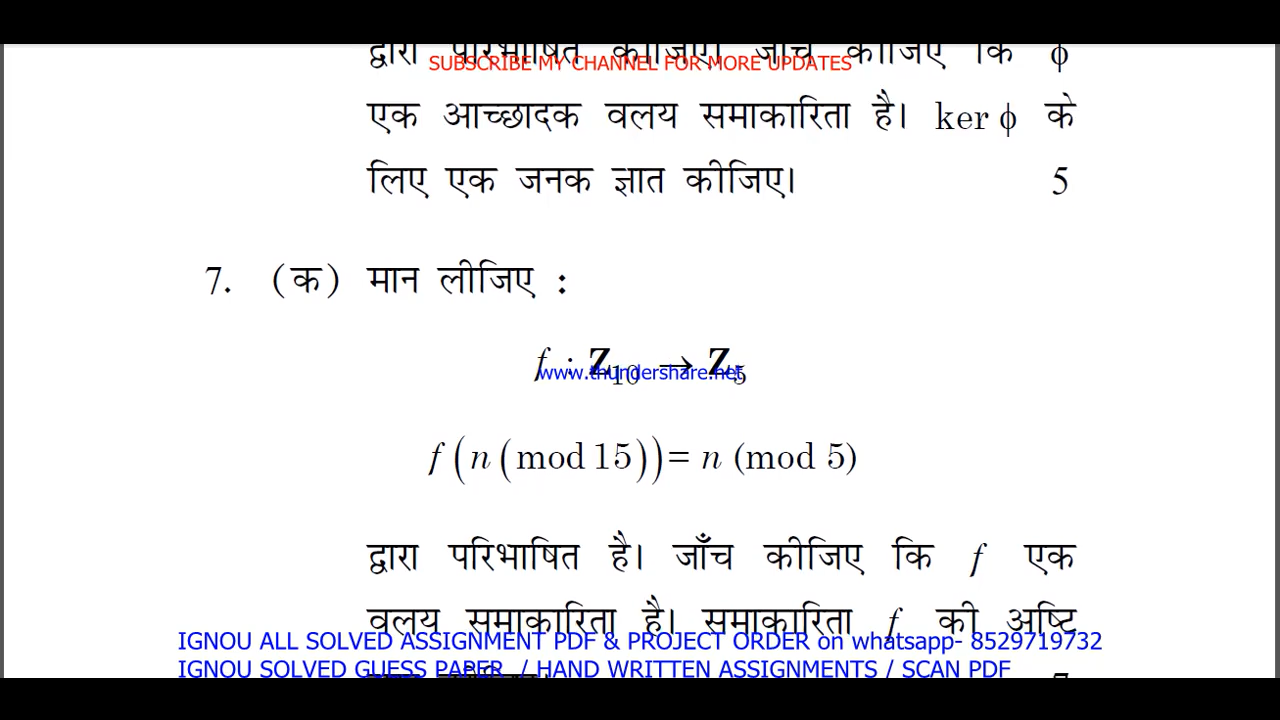 द्वारा परिभाषित कीजिए। जाँच कीजिए कि ϕ
SUBSCRIBE MY CHANNEL FOR MORE UPDATES
एक आच्छादक वलय समाकारिता है। ker ϕ के
लिए एक जनक ज्ञात कीजिए। 5
7. (क) मान लीजिए :
f : Z₁₀ → Z₅
www.thundershare.net
f (n (mod 15)) = n (mod 5)
द्वारा परिभाषित है। जाँच कीजिए कि f एक
वलय समाकारिता है। समाकारिता f की अष्टि
IGNOU ALL SOLVED ASSIGNMENT PDF & PROJECT ORDER on whatsapp- 8529719732
IGNOU SOLVED GUESS PAPER / HAND WRITTEN ASSIGNMENTS / SCAN PDF